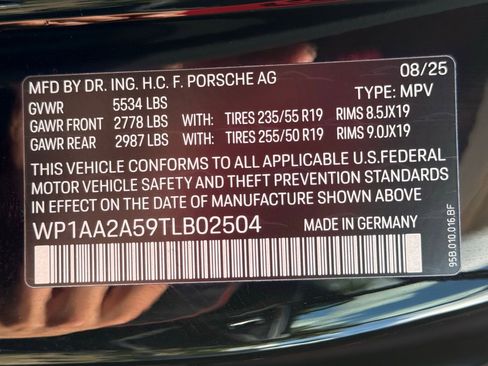 MFD BY DR. ING. H.C. F. PORSCHE AG 08/25
GVWR 5534 LBS TYPE: MPV
GAWR FRONT 2778 LBS WITH: TIRES 235/55 R19 RIMS 8.5JX19
GAWR REAR 2987 LBS WITH: TIRES 255/50 R19 RIMS 9.0JX19
THIS VEHICLE CONFORMS TO ALL APPLICABLE U.S.FEDERAL
MOTOR VEHICLE SAFETY AND THEFT PREVENTION STANDARDS
IN EFFECT ON THE DATE OF MANUFACTURE SHOWN ABOVE
WP1AA2A59TLB02504 MADE IN GERMANY
95B.010.016.BF